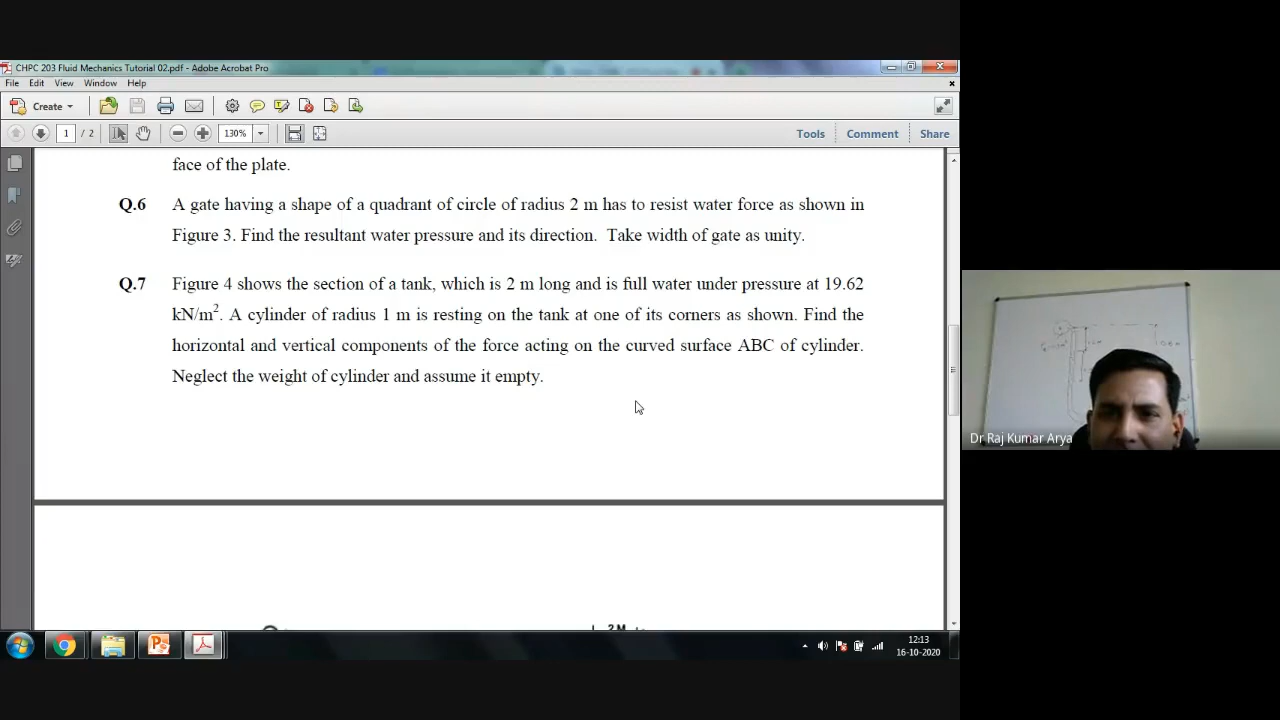 CHPC 203 Fluid Mechanics Tutorial 02.pdf - Adobe Acrobat Pro
File Edit View Window Help
Create
1 / 2 130% Tools Comment Share
face of the plate.
Q.6 A gate having a shape of a quadrant of circle of radius 2 m has to resist water force as shown in
Figure 3. Find the resultant water pressure and its direction. Take width of gate as unity.
Q.7 Figure 4 shows the section of a tank, which is 2 m long and is full water under pressure at 19.62
kN/m². A cylinder of radius 1 m is resting on the tank at one of its corners as shown. Find the
horizontal and vertical components of the force acting on the curved surface ABC of cylinder.
Neglect the weight of cylinder and assume it empty.
Dr Raj Kumar Arya
12:13
16-10-2020